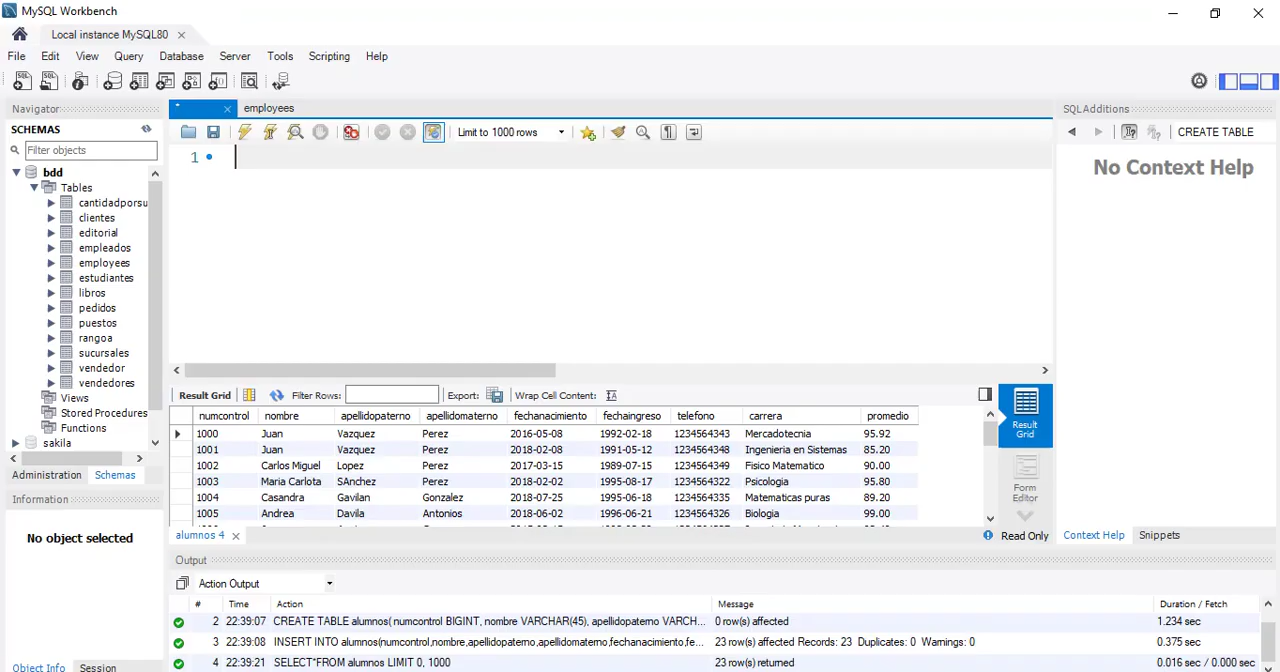 MySQL Workbench
Local instance MySQL80
File Edit View Query Database Server Tools Scripting Help
Navigator
SCHEMAS
Filter objects
bdd
Tables
cantidadporsu
clientes
editorial
empleados
employees
estudiantes
libros
pedidos
puestos
rangoa
sucursales
vendedor
vendedores
Views
Stored Procedures
Functions
sakila
Administration Schemas
Information
No object selected
Object Info Session
* employees
Limit to 1000 rows
1
Result Grid Filter Rows: Export: Wrap Cell Content:
numcontrol nombre apellidopaterno apellidomaterno fechanacimiento fechaingreso telefono carrera promedio
1000 Juan Vazquez Perez 2016-05-08 1992-02-18 1234564343 Mercadotecnia 95.92
1001 Juan Vazquez Perez 2018-02-08 1991-05-12 1234564348 Ingenieria en Sistemas 85.20
1002 Carlos Miguel Lopez Perez 2017-03-15 1989-07-15 1234564349 Fisico Matematico 90.00
1003 Maria Carlota SAnchez Perez 2018-02-02 1995-08-17 1234564322 Psicologia 95.80
1004 Casandra Gavilan Gonzalez 2018-07-25 1995-06-18 1234564335 Matematicas puras 89.20
1005 Andrea Davila Antonios 2018-06-02 1996-06-21 1234564326 Biologia 99.00
Result
Grid
Form
Editor
alumnos 4
Read Only
SQLAdditions
CREATE TABLE
No Context Help
Context Help Snippets
Output
Action Output
# Time Action Message Duration / Fetch
2 22:39:07 CREATE TABLE alumnos( numcontrol BIGINT, nombre VARCHAR(45), apellidopaterno VARCH... 0 row(s) affected 1.234 sec
3 22:39:08 INSERT INTO alumnos(numcontrol,nombre,apellidopaterno,apellidomaterno,fechanacimiento,fe... 23 row(s) affected Records: 23 Duplicates: 0 Warnings: 0 0.375 sec
4 22:39:21 SELECT*FROM alumnos LIMIT 0, 1000 23 row(s) returned 0.016 sec / 0.000 sec